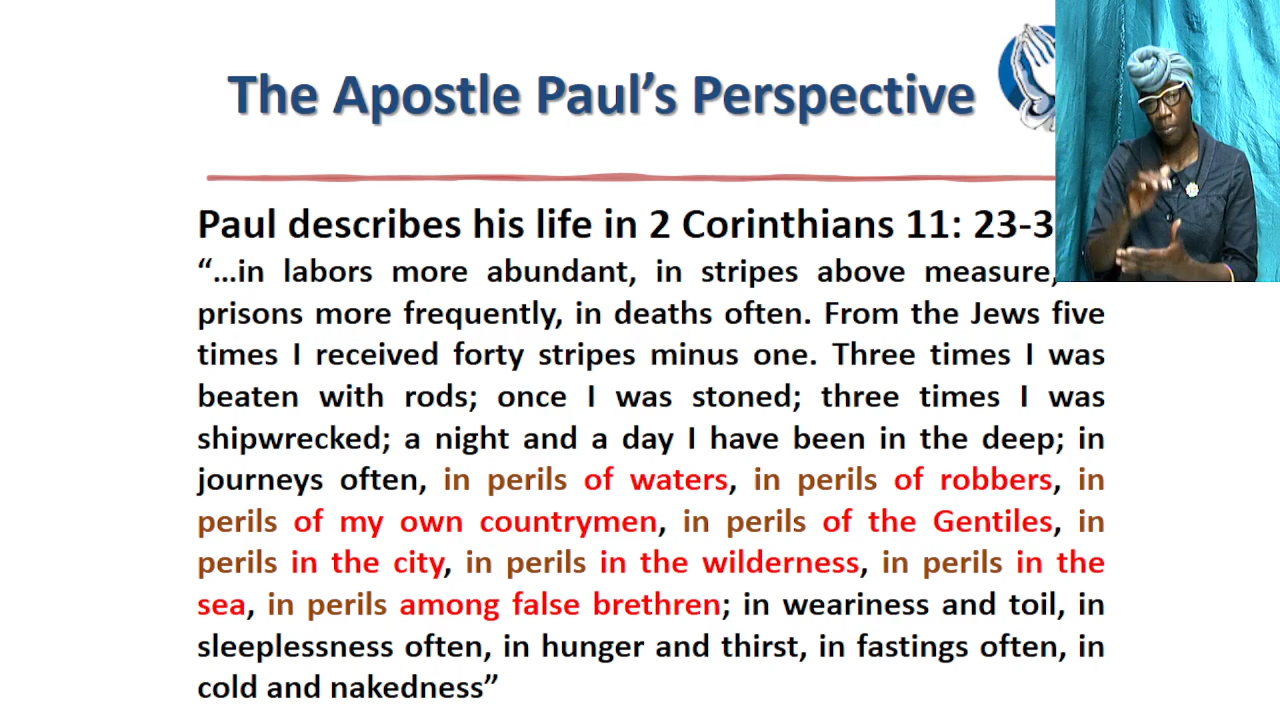 The Apostle Paul's Perspective
Paul describes his life in 2 Corinthians 11: 23-3
“...in labors more abundant, in stripes above measure,
prisons more frequently, in deaths often. From the Jews five
times I received forty stripes minus one. Three times I was
beaten with rods; once I was stoned; three times I was
shipwrecked; a night and a day I have been in the deep; in
journeys often, in perils of waters, in perils of robbers, in
perils of my own countrymen, in perils of the Gentiles, in
perils in the city, in perils in the wilderness, in perils in the
sea, in perils among false brethren; in weariness and toil, in
sleeplessness often, in hunger and thirst, in fastings often, in
cold and nakedness”